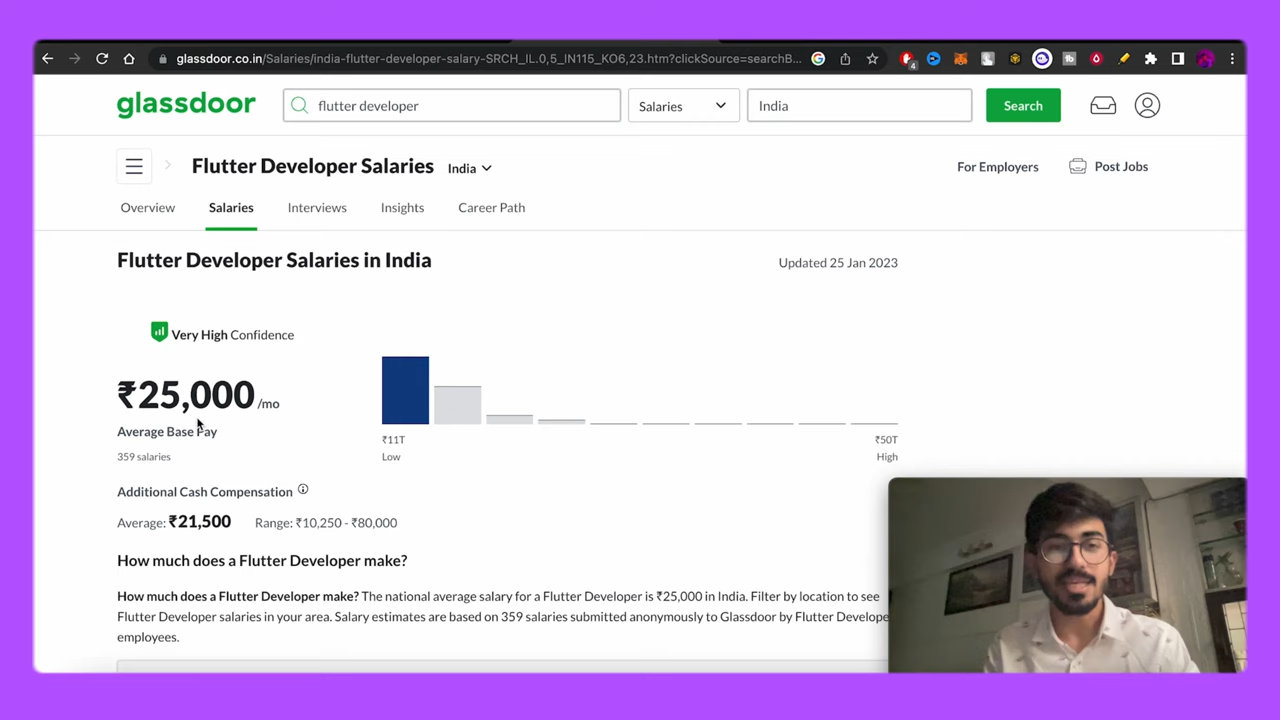 glassdoor.co.in/Salaries/india-flutter-developer-salary-SRCH_IL.0,5_IN115_KO6,23.htm?clickSource=searchB...
4
glassdoor
flutter developer
Salaries
India
Search
Flutter Developer Salaries
India
For Employers
Post Jobs
Overview
Salaries
Interviews
Insights
Career Path
Flutter Developer Salaries in India
Updated 25 Jan 2023
Very High Confidence
₹25,000 /mo
Average Base Pay
359 salaries
₹11T
Low
₹50T
High
Additional Cash Compensation
Average: ₹21,500 Range: ₹10,250 - ₹80,000
How much does a Flutter Developer make?
How much does a Flutter Developer make? The national average salary for a Flutter Developer is ₹25,000 in India. Filter by location to see
Flutter Developer salaries in your area. Salary estimates are based on 359 salaries submitted anonymously to Glassdoor by Flutter Develope
employees.